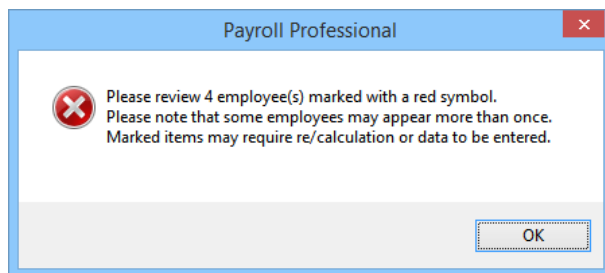 Payroll Professional
Please review 4 employee(s) marked with a red symbol.
Please note that some employees may appear more than once.
Marked items may require re/calculation or data to be entered.
OK